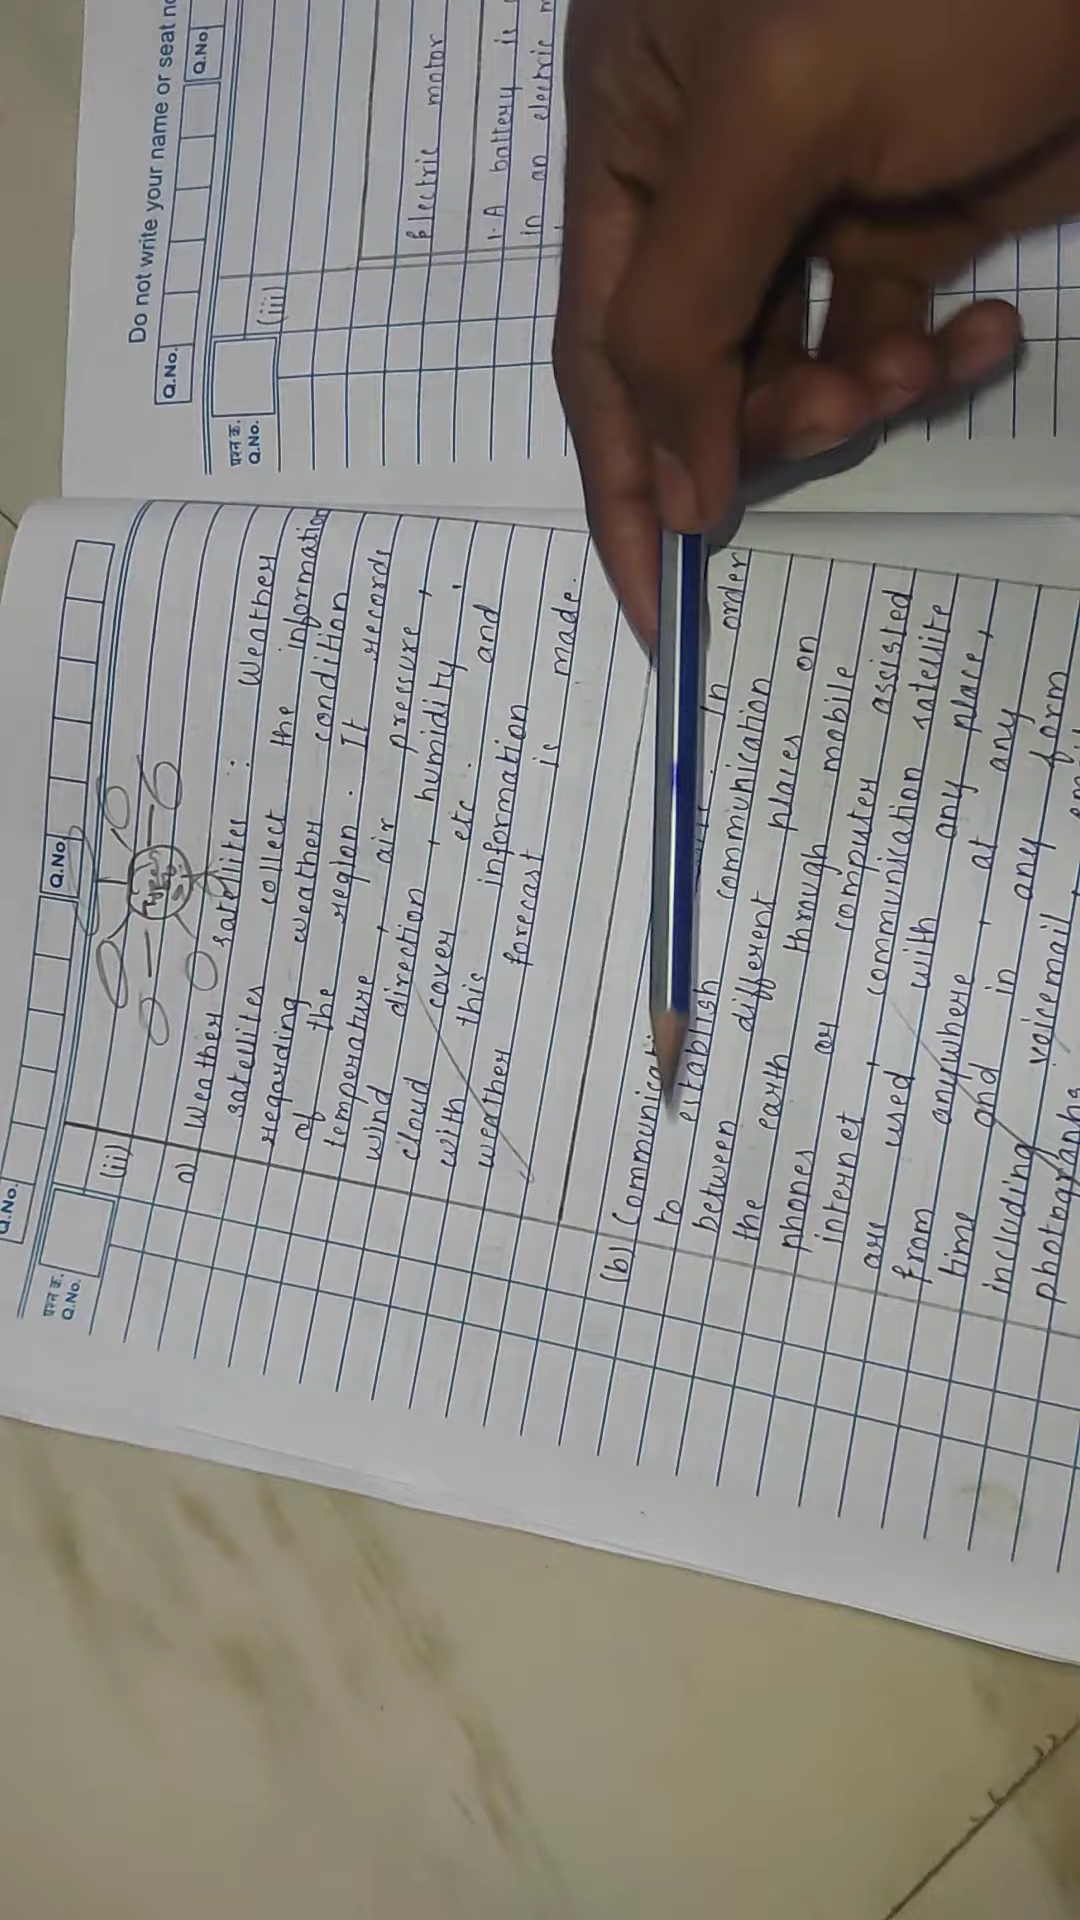 Q.No.
Q.No.
प्रश्न क्र.
Q.No.
(ii)
Types
a) Weather satellites : Weather
satellites collect the information
regarding weather condition
of the region. It records
temperature, air pressure,
wind direction, humidity,
cloud cover etc.
with this information and
weather forecast is made.
(b) Communicati
to establish In order
between communication
the different places on
earth through mobile
phones or computer assisted
internet, communication satellite
are used with any place,
from anywhere, at any
time and in any form
including voicemail,
photographs
Do not write your name or seat no
Q.No.
Q.No
प्रश्न क्र.
Q.No.
(iii)
Electric motor
1. A battery is
in an electric m